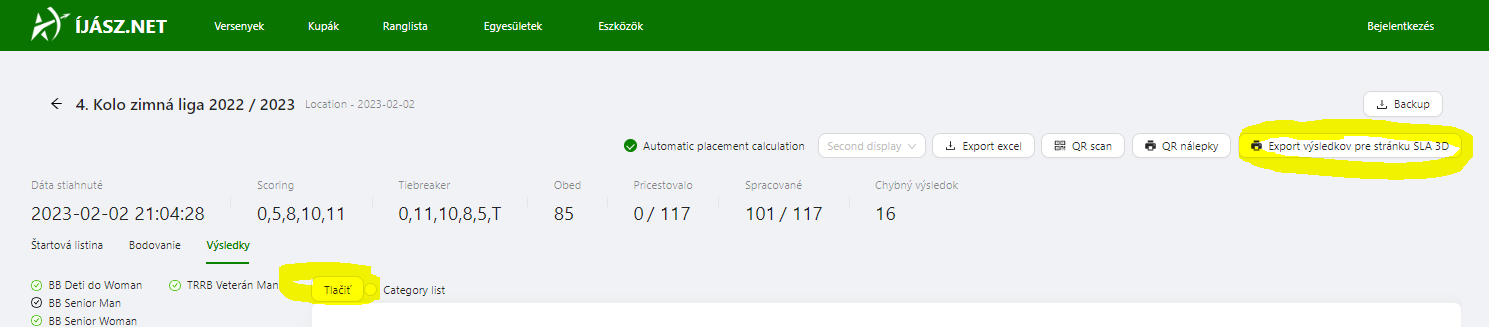 ÍJÁSZ.NET Versenyek Kupák Ranglista Egyesületek Eszközök Bejelentkezés
4. Kolo zimná liga 2022 / 2023 Location - 2023-02-02 Backup
Automatic placement calculation Second display Export excel QR scan QR nálepky Export výsledkov pre stránku SLA 3D
Dáta stiahnuté Scoring Tiebreaker Obed Pricestovalo Spracované Chybný výsledok
2023-02-02 21:04:28 0,5,8,10,11 0,11,10,8,5,T 85 0 / 117 101 / 117 16
Štartová listina Bodovanie Výsledky
BB Deti do Woman TRRB Veterán Man Tlačiť Category list
BB Senior Man
BB Senior Woman